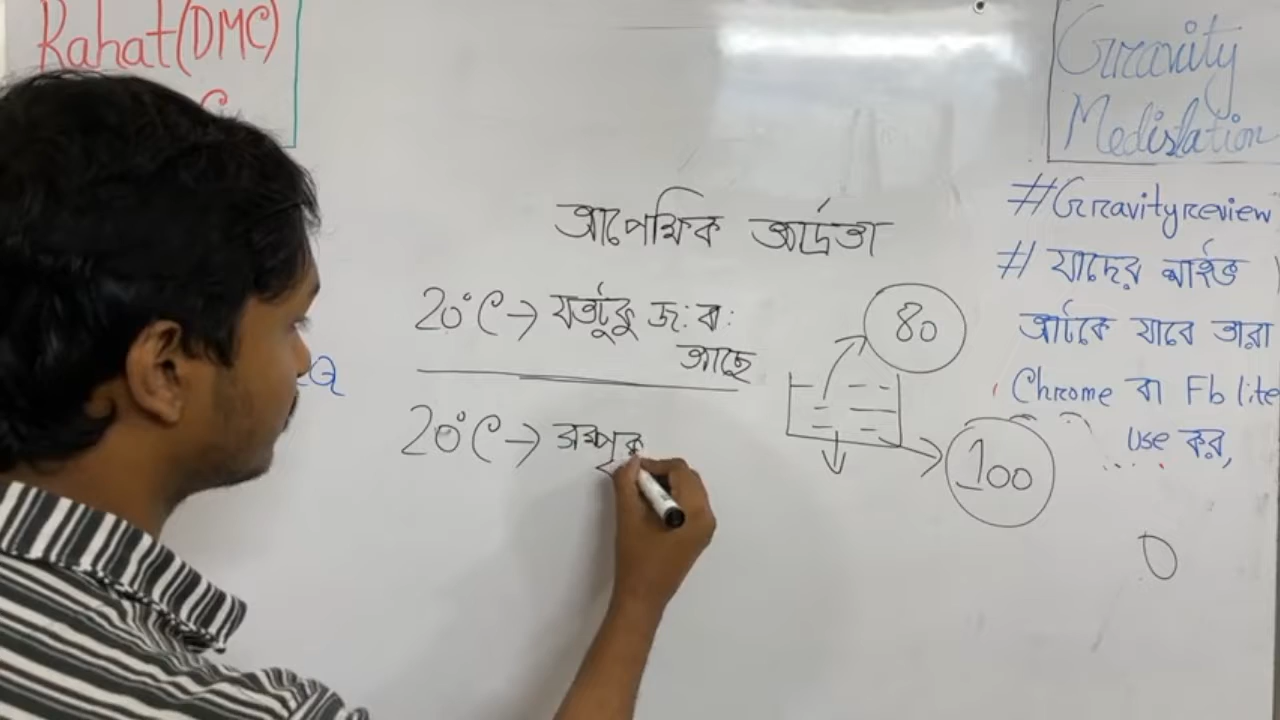 Rahat(DMC)
Gravity
Medislation
#Gravityreview
# যাদের লাইভ
আটকে যাবে তারা
Chrome বা Fb lite
use কর,
আপেক্ষিক আর্দ্রতা
20°C → যতটুকু জ: বা:
আছে
20°C → সম্পৃক্ত
80
100
Q